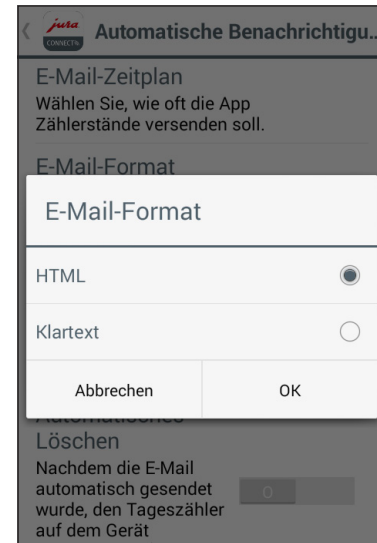 jura
CONNECT
Automatische Benachrichtigu..
E-Mail-Zeitplan
Wählen Sie, wie oft die App
Zählerstände versenden soll.
E-Mail-Format
E-Mail-Format
HTML
Klartext
Abbrechen
OK
Automatisches
Löschen
Nachdem die E-Mail
automatisch gesendet
wurde, den Tageszähler
auf dem Gerät
O